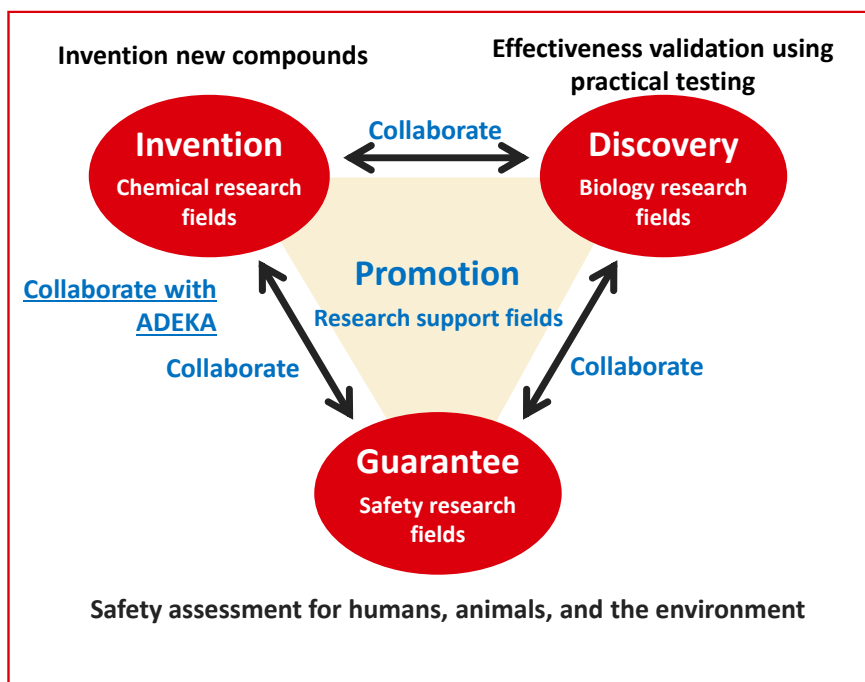 Invention new compounds
Effectiveness validation using
practical testing
Invention
Chemical research
fields
Collaborate
Discovery
Biology research
fields
Promotion
Research support fields
Collaborate with
ADEKA
Collaborate
Collaborate
Guarantee
Safety research
fields
Safety assessment for humans, animals, and the environment